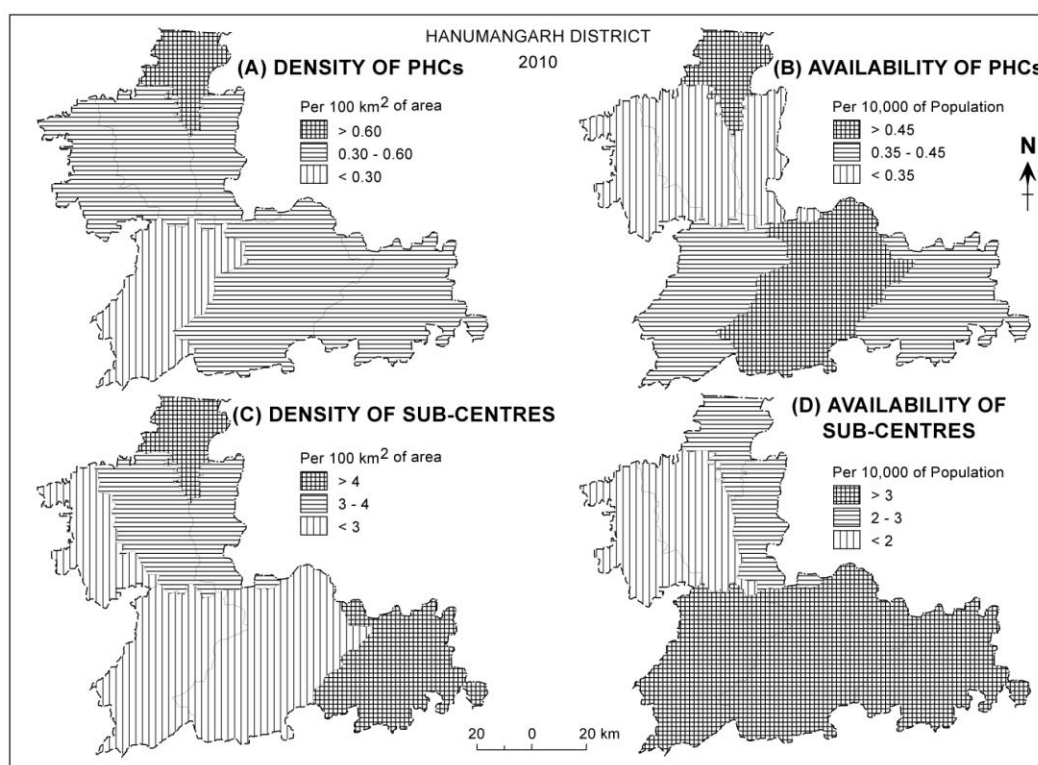 HANUMANGARH DISTRICT
2010
(A) DENSITY OF PHCs
Per 100 km² of area
> 0.60
0.30 - 0.60
< 0.30
(B) AVAILABILITY OF PHCs
Per 10,000 of Population
> 0.45
0.35 - 0.45
< 0.35
N
(C) DENSITY OF SUB-CENTRES
Per 100 km² of area
> 4
3 - 4
< 3
(D) AVAILABILITY OF
SUB-CENTRES
Per 10,000 of Population
> 3
2 - 3
< 2
20 0 20 km